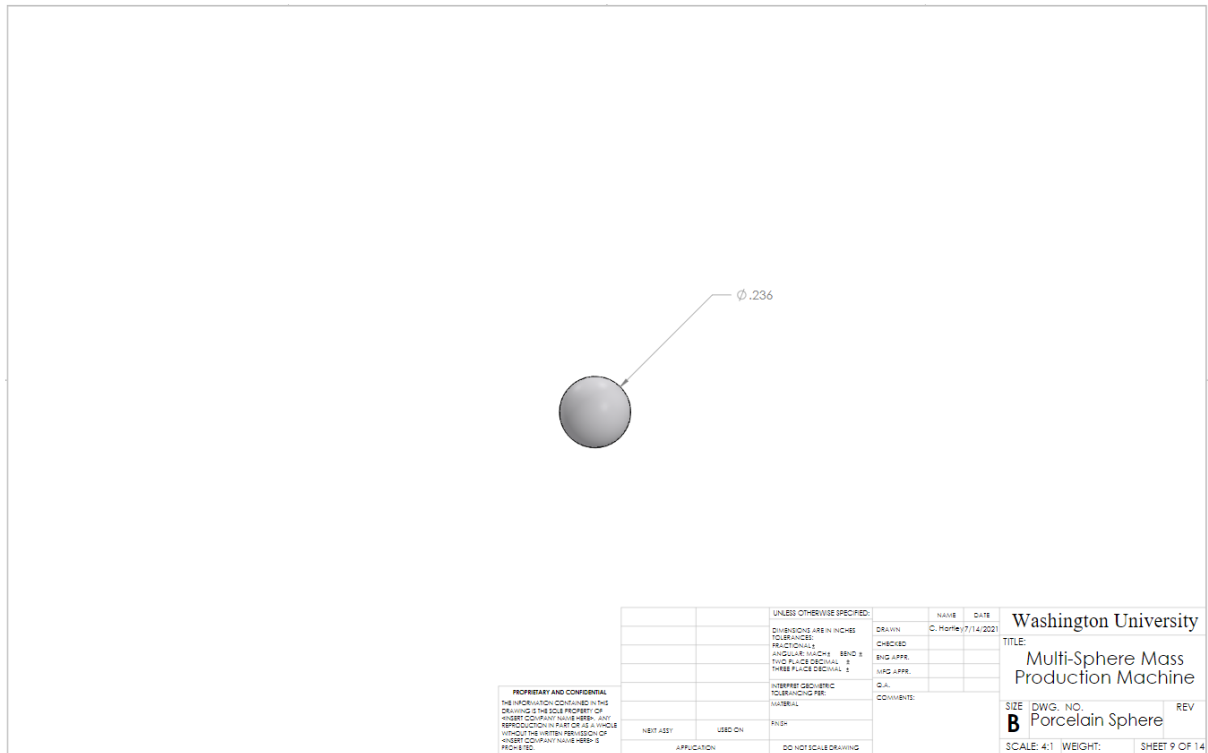 ⌀.236
PROPRIETARY AND CONFIDENTIAL
THE INFORMATION CONTAINED IN THIS
DRAWING IS THE SOLE PROPERTY OF
<INSERT COMPANY NAME HERE>. ANY
REPRODUCTION IN PART OR AS A WHOLE
WITHOUT THE WRITTEN PERMISSION OF
<INSERT COMPANY NAME HERE> IS
PROHIBITED.
NEXT ASSY
USED ON
APPLICATION
UNLESS OTHERWISE SPECIFIED:
DIMENSIONS ARE IN INCHES
TOLERANCES:
FRACTIONAL±
ANGULAR: MACH± BEND ±
TWO PLACE DECIMAL ±
THREE PLACE DECIMAL ±
INTERPRET GEOMETRIC
TOLERANCING PER:
MATERIAL
FINISH
DO NOT SCALE DRAWING
NAME DATE
DRAWN C. Hartley 7/14/2021
CHECKED
ENG APPR.
MFG APPR.
Q.A.
COMMENTS:
Washington University
TITLE:
Multi-Sphere Mass
Production Machine
SIZE DWG. NO. REV
B Porcelain Sphere
SCALE: 4:1 WEIGHT: SHEET 9 OF 14